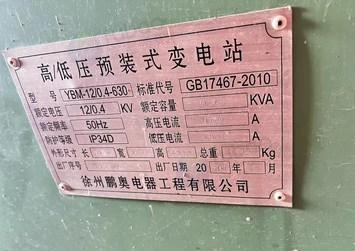 高/低压预装式变电站
型号 YBM-12/0.4-630 标准代号 GB17467-2010
额定电压 12/0.4 KV 额定容量 KVA
额定频率 50Hz 高压电流 A
防护等级 IP34D 低压电流 A
外形尺寸 长 宽 高 总重 Kg
出厂序号 出厂日期 20 年 月
徐州鹏奥电器工程有限公司